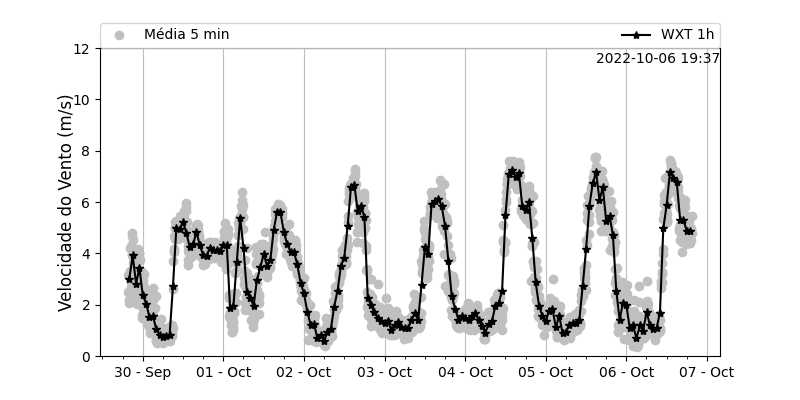 Média 5 min WXT 1h
2022-10-06 19:37
Velocidade do Vento (m/s)
12
10
8
6
4
2
0
30 - Sep 01 - Oct 02 - Oct 03 - Oct 04 - Oct 05 - Oct 06 - Oct 07 - Oct